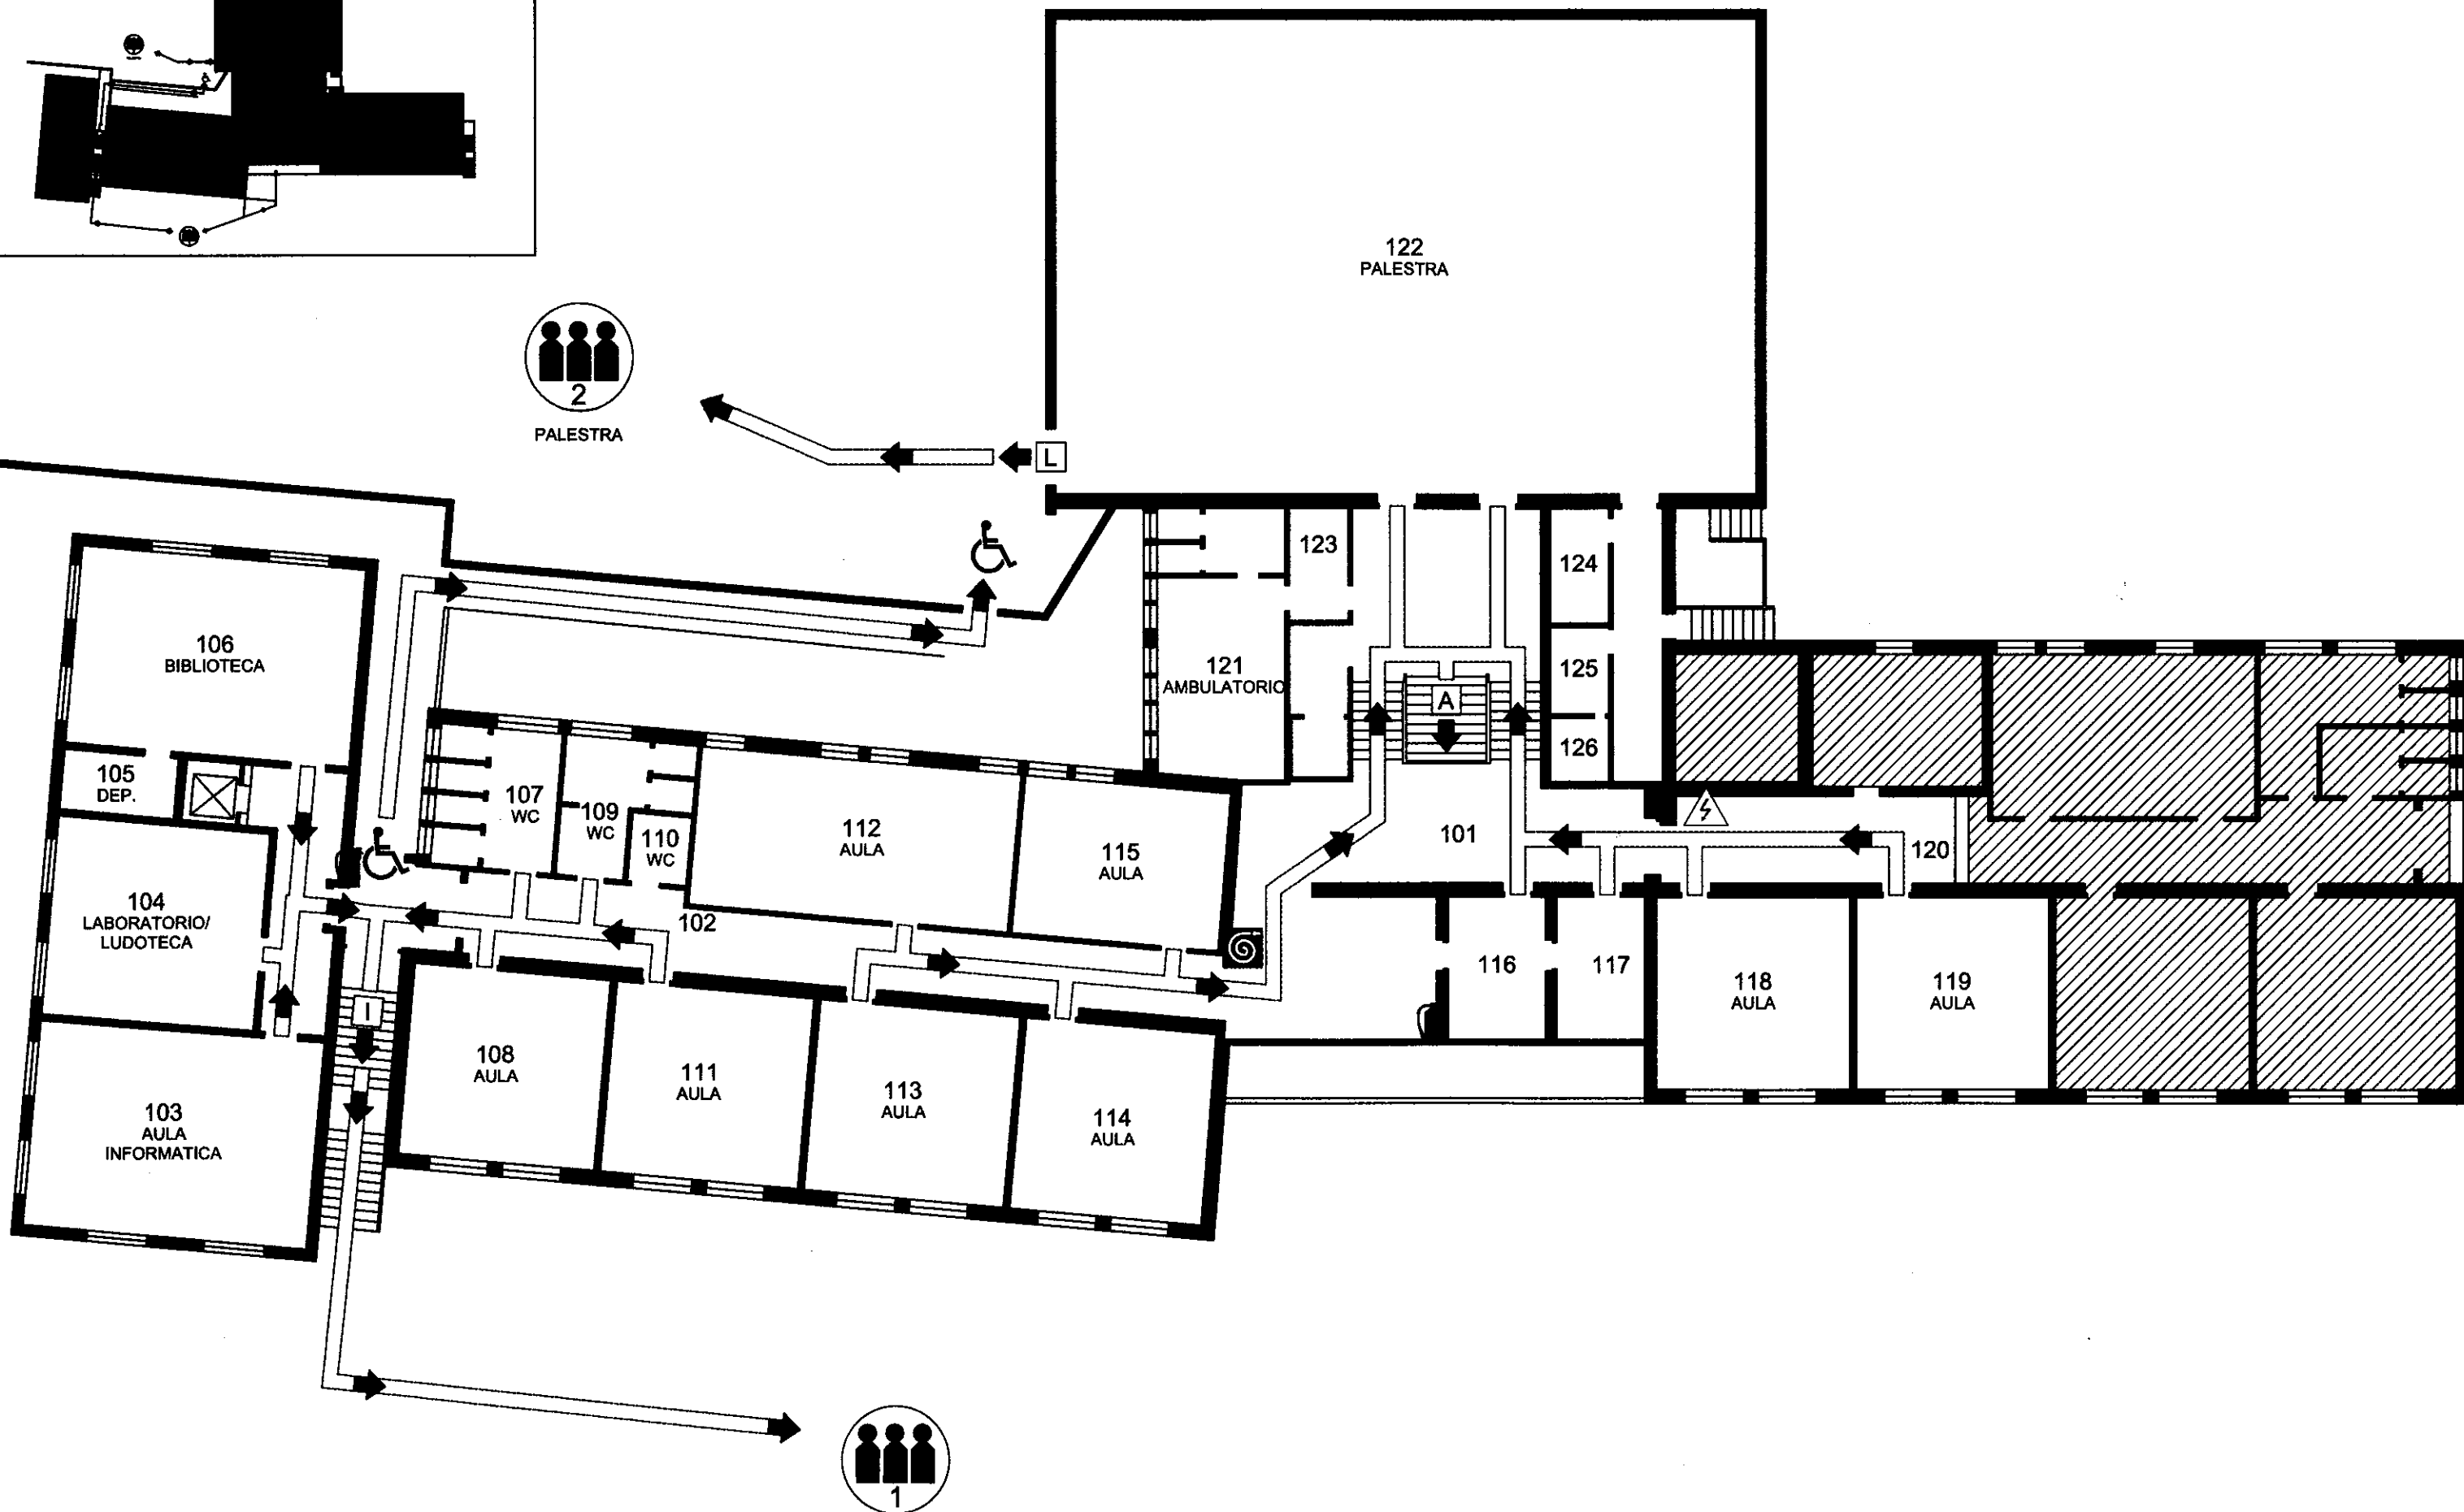 122
PALESTRA
2
PALESTRA
L
123
124
106
BIBLIOTECA
121
AMBULATORIO
125
A
126
105
DEP.
107
WC
109
WC
110
WC
112
AULA
115
AULA
101
120
104
LABORATORIO/
LUDOTECA
102
116
117
118
AULA
119
AULA
I
108
AULA
111
AULA
113
AULA
114
AULA
103
AULA
INFORMATICA
1